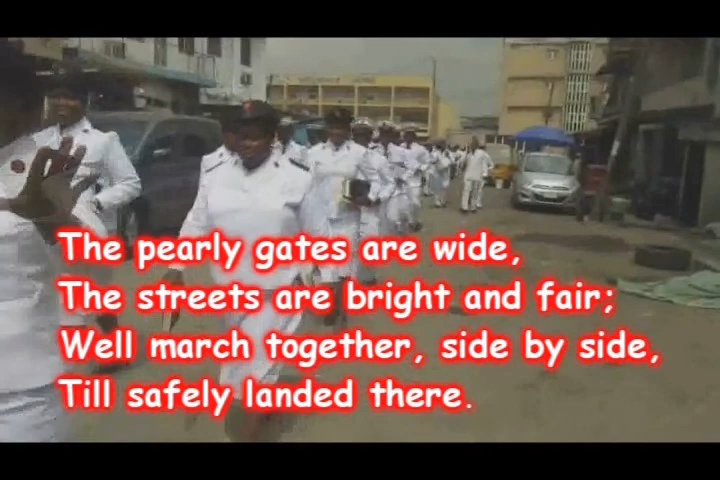 The pearly gates are wide,
The streets are bright and fair;
Well march together, side by side,
Till safely landed there.